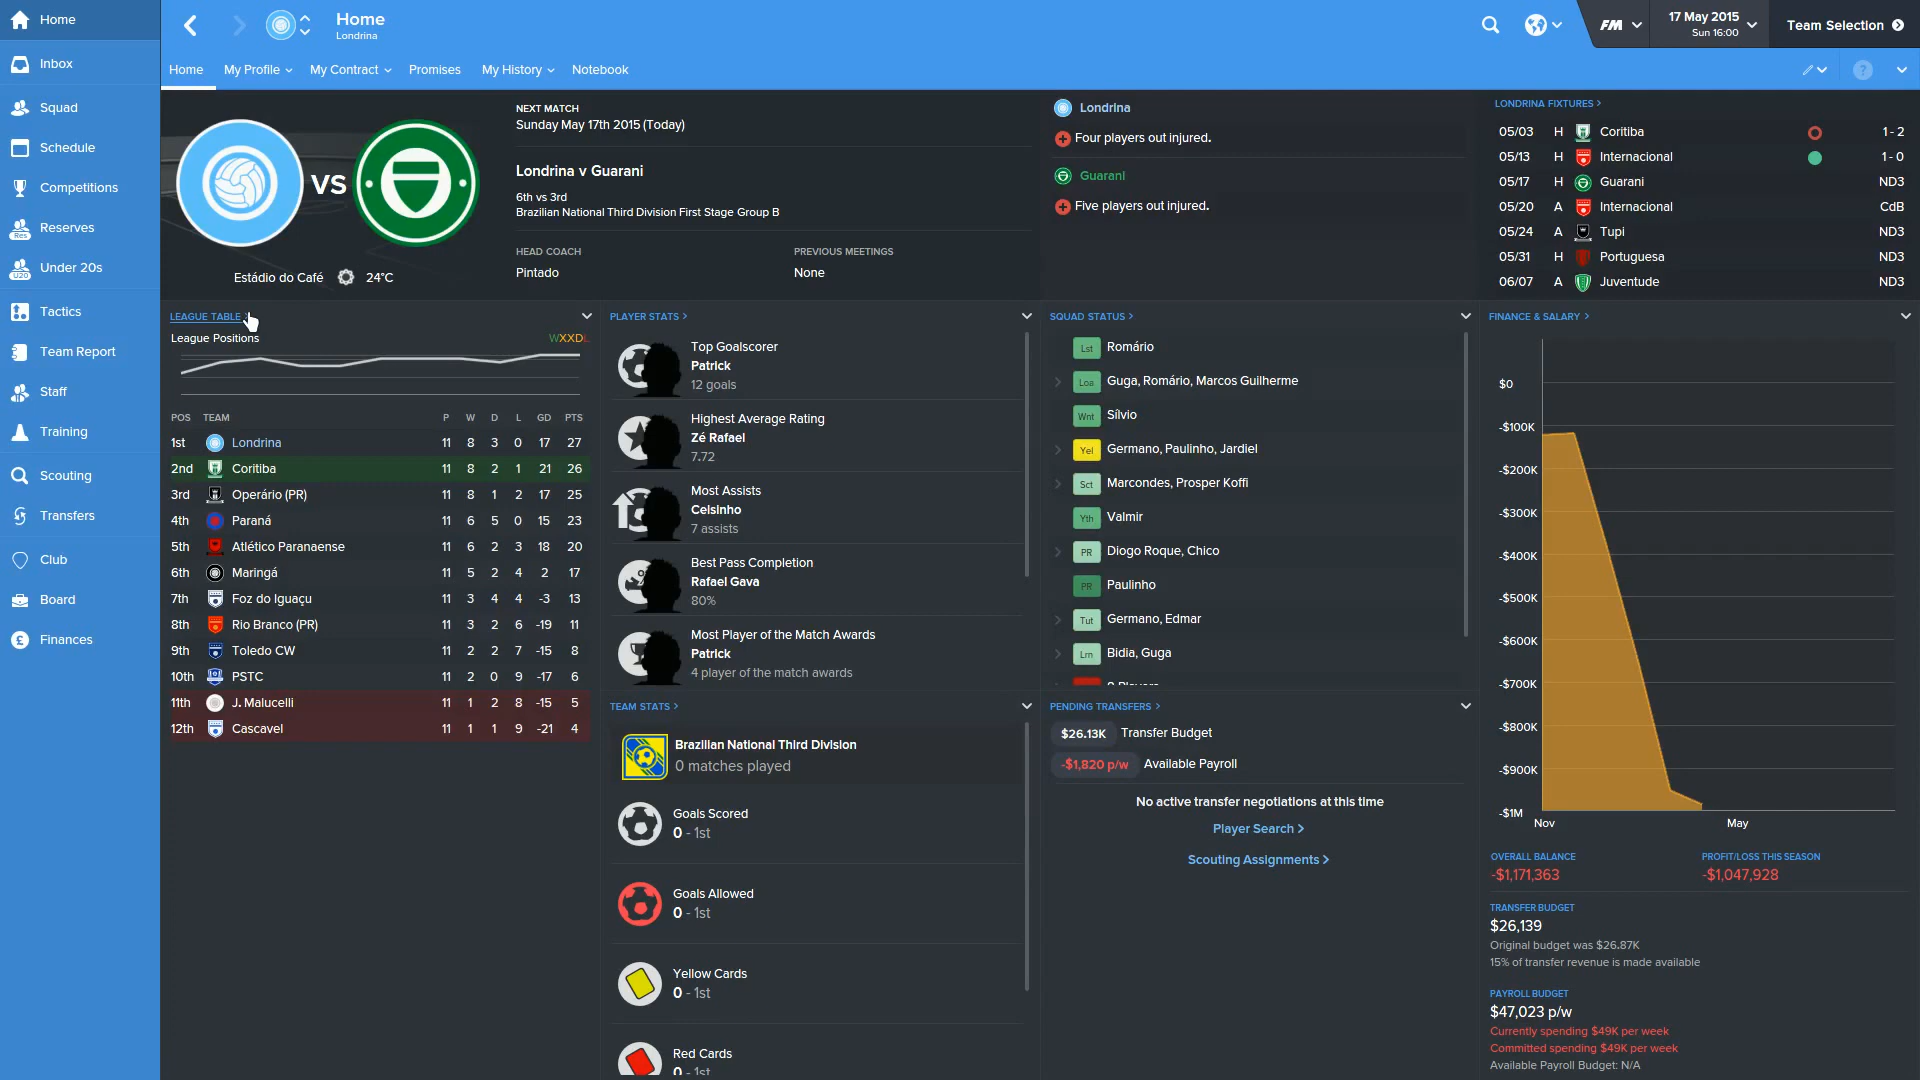 Home
Inbox
Squad
Schedule
Competitions
Res
Reserves
U20
Under 20s
Tactics
Team Report
Staff
Training
Scouting
Transfers
Club
Board
£
Finances
Home
Londrina
FM
17 May 2015
Sun 16:00
Team Selection
Home
My Profile
My Contract
Promises
My History
Notebook
?
VS
Estádio do Café
24°C
NEXT MATCH
Sunday May 17th 2015 (Today)
Londrina v Guarani
6th vs 3rd
Brazilian National Third Division First Stage Group B
HEAD COACH
PREVIOUS MEETINGS
Pintado
None
Londrina
Four players out injured.
Guarani
Five players out injured.
LONDRINA FIXTURES >
05/03 H Coritiba 1 - 2
05/13 H Internacional 1 - 0
05/17 H Guarani ND3
05/20 A Internacional CdB
05/24 A Tupi ND3
05/31 H Portuguesa ND3
06/07 A Juventude ND3
LEAGUE TABLE
League Positions WXXDL
POS TEAM P W D L GD PTS
1st Londrina 11 8 3 0 17 27
2nd Coritiba 11 8 2 1 21 26
3rd Operário (PR) 11 8 1 2 17 25
4th Paraná 11 6 5 0 15 23
5th Atlético Paranaense 11 6 2 3 18 20
6th Maringá 11 5 2 4 2 17
7th Foz do Iguaçu 11 3 4 4 -3 13
8th Rio Branco (PR) 11 3 2 6 -19 11
9th Toledo CW 11 2 2 7 -15 8
10th PSTC 11 2 0 9 -17 6
11th J. Malucelli 11 1 2 8 -15 5
12th Cascavel 11 1 1 9 -21 4
PLAYER STATS >
Top Goalscorer
Patrick
12 goals
Highest Average Rating
Zé Rafael
7.72
Most Assists
Celsinho
7 assists
Best Pass Completion
Rafael Gava
80%
Most Player of the Match Awards
Patrick
4 player of the match awards
TEAM STATS >
Brazilian National Third Division
0 matches played
Goals Scored
0 - 1st
Goals Allowed
0 - 1st
Yellow Cards
0 - 1st
Red Cards
0 - 1st
SQUAD STATUS >
Lst Romário
Loa Guga, Romário, Marcos Guilherme
Wnt Sílvio
Yel Germano, Paulinho, Jardiel
Sct Marcondes, Prosper Koffi
Yth Valmir
PR Diogo Roque, Chico
PR Paulinho
Tut Germano, Edmar
Lrn Bidia, Guga
PENDING TRANSFERS >
$26.13K Transfer Budget
-$1,820 p/w Available Payroll
No active transfer negotiations at this time
Player Search >
Scouting Assignments >
FINANCE & SALARY >
$0
-$100K
-$200K
-$300K
-$400K
-$500K
-$600K
-$700K
-$800K
-$900K
-$1M
Nov
May
OVERALL BALANCE
PROFIT/LOSS THIS SEASON
-$1,171,363
-$1,047,928
TRANSFER BUDGET
$26,139
Original budget was $26.87K
15% of transfer revenue is made available
PAYROLL BUDGET
$47,023 p/w
Currently spending $49K per week
Committed spending $49K per week
Available Payroll Budget: N/A